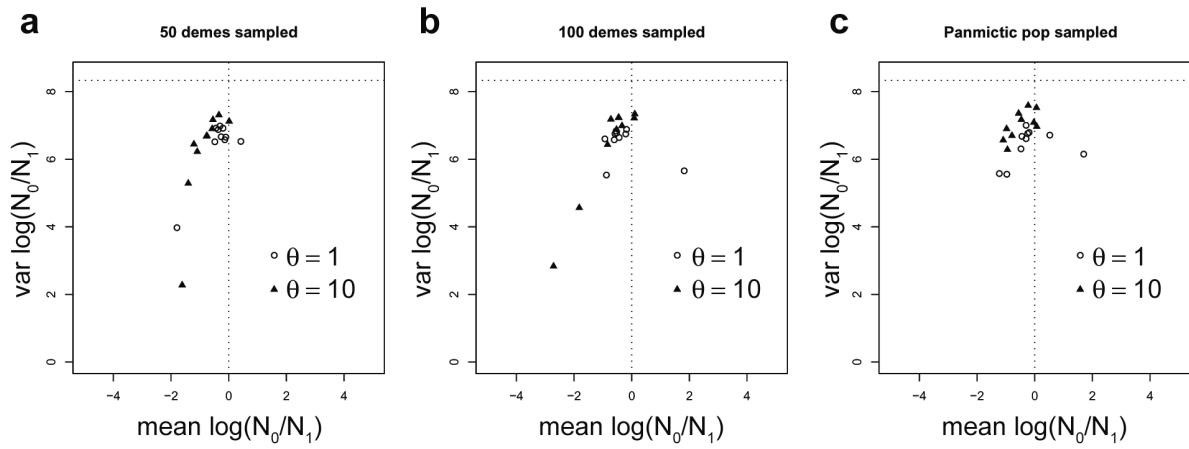 a
50 demes sampled
var log(N₀/N₁)
8
6
4
2
0
θ = 1
θ = 10
−4 −2 0 2 4
mean log(N₀/N₁)
b
100 demes sampled
var log(N₀/N₁)
8
6
4
2
0
θ = 1
θ = 10
−4 −2 0 2 4
mean log(N₀/N₁)
c
Panmictic pop sampled
var log(N₀/N₁)
8
6
4
2
0
θ = 1
θ = 10
−4 −2 0 2 4
mean log(N₀/N₁)